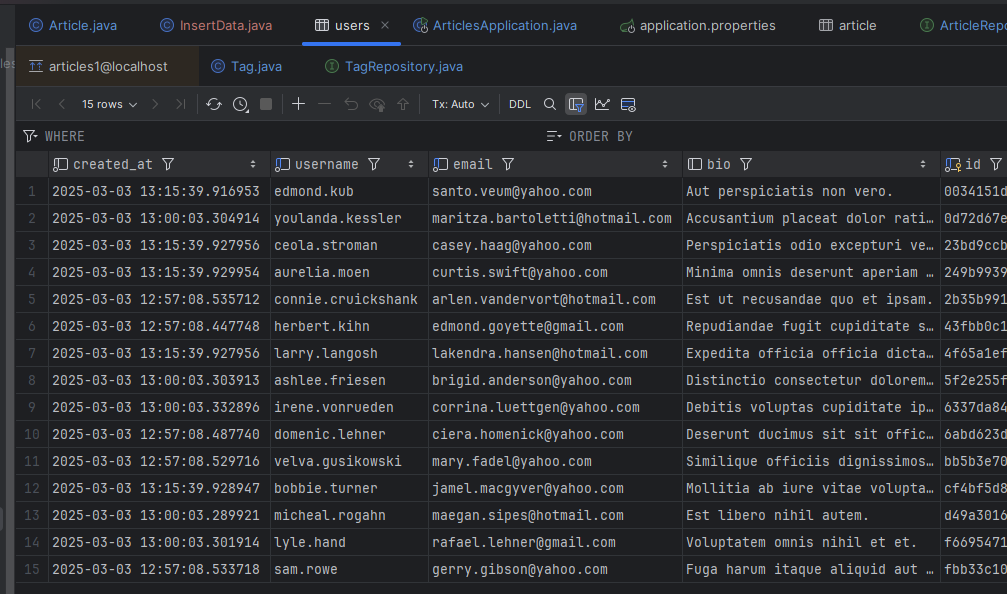 Article.java InsertData.java users ArticlesApplication.java application.properties article ArticleRepo
les articles1@localhost Tag.java TagRepository.java
15 rows Tx: Auto DDL
WHERE ORDER BY
created_at username email bio id
1 2025-03-03 13:15:39.916953 edmond.kub santo.veum@yahoo.com Aut perspiciatis non vero. 0034151d
2 2025-03-03 13:00:03.304914 youlanda.kessler maritza.bartoletti@hotmail.com Accusantium placeat dolor rati… 0d72d67e
3 2025-03-03 13:15:39.927956 ceola.stroman casey.haag@yahoo.com Perspiciatis odio excepturi ve… 23bd9ccb
4 2025-03-03 13:15:39.929954 aurelia.moen curtis.swift@yahoo.com Minima omnis deserunt aperiam … 249b9939
5 2025-03-03 12:57:08.535712 connie.cruickshank arlen.vandervort@hotmail.com Est ut recusandae quo et ipsam. 2b35b991
6 2025-03-03 12:57:08.447748 herbert.kihn edmond.goyette@gmail.com Repudiandae fugit cupiditate s… 43fbb0c1
7 2025-03-03 13:15:39.927956 larry.langosh lakendra.hansen@hotmail.com Expedita officia officia dicta… 4f65a1ef
8 2025-03-03 13:00:03.303913 ashlee.friesen brigid.anderson@yahoo.com Distinctio consectetur dolorem… 5f2e255f
9 2025-03-03 13:00:03.332896 irene.vonrueden corrina.luettgen@yahoo.com Debitis voluptas cupiditate ip… 6337da84
10 2025-03-03 12:57:08.487740 domenic.lehner ciera.homenick@yahoo.com Deserunt ducimus sit sit offic… 6abd623d
11 2025-03-03 12:57:08.529716 velva.gusikowski mary.fadel@yahoo.com Similique officiis dignissimos… bb5b3e70
12 2025-03-03 13:15:39.928947 bobbie.turner jamel.macgyver@yahoo.com Mollitia ab iure vitae volupta… cf4bf5d8
13 2025-03-03 13:00:03.289921 micheal.rogahn maegan.sipes@hotmail.com Est libero nihil autem. d49a3016
14 2025-03-03 13:00:03.301914 lyle.hand rafael.lehner@gmail.com Voluptatem omnis nihil et et. f6695471
15 2025-03-03 12:57:08.533718 sam.rowe gerry.gibson@yahoo.com Fuga harum itaque aliquid aut … fbb33c10